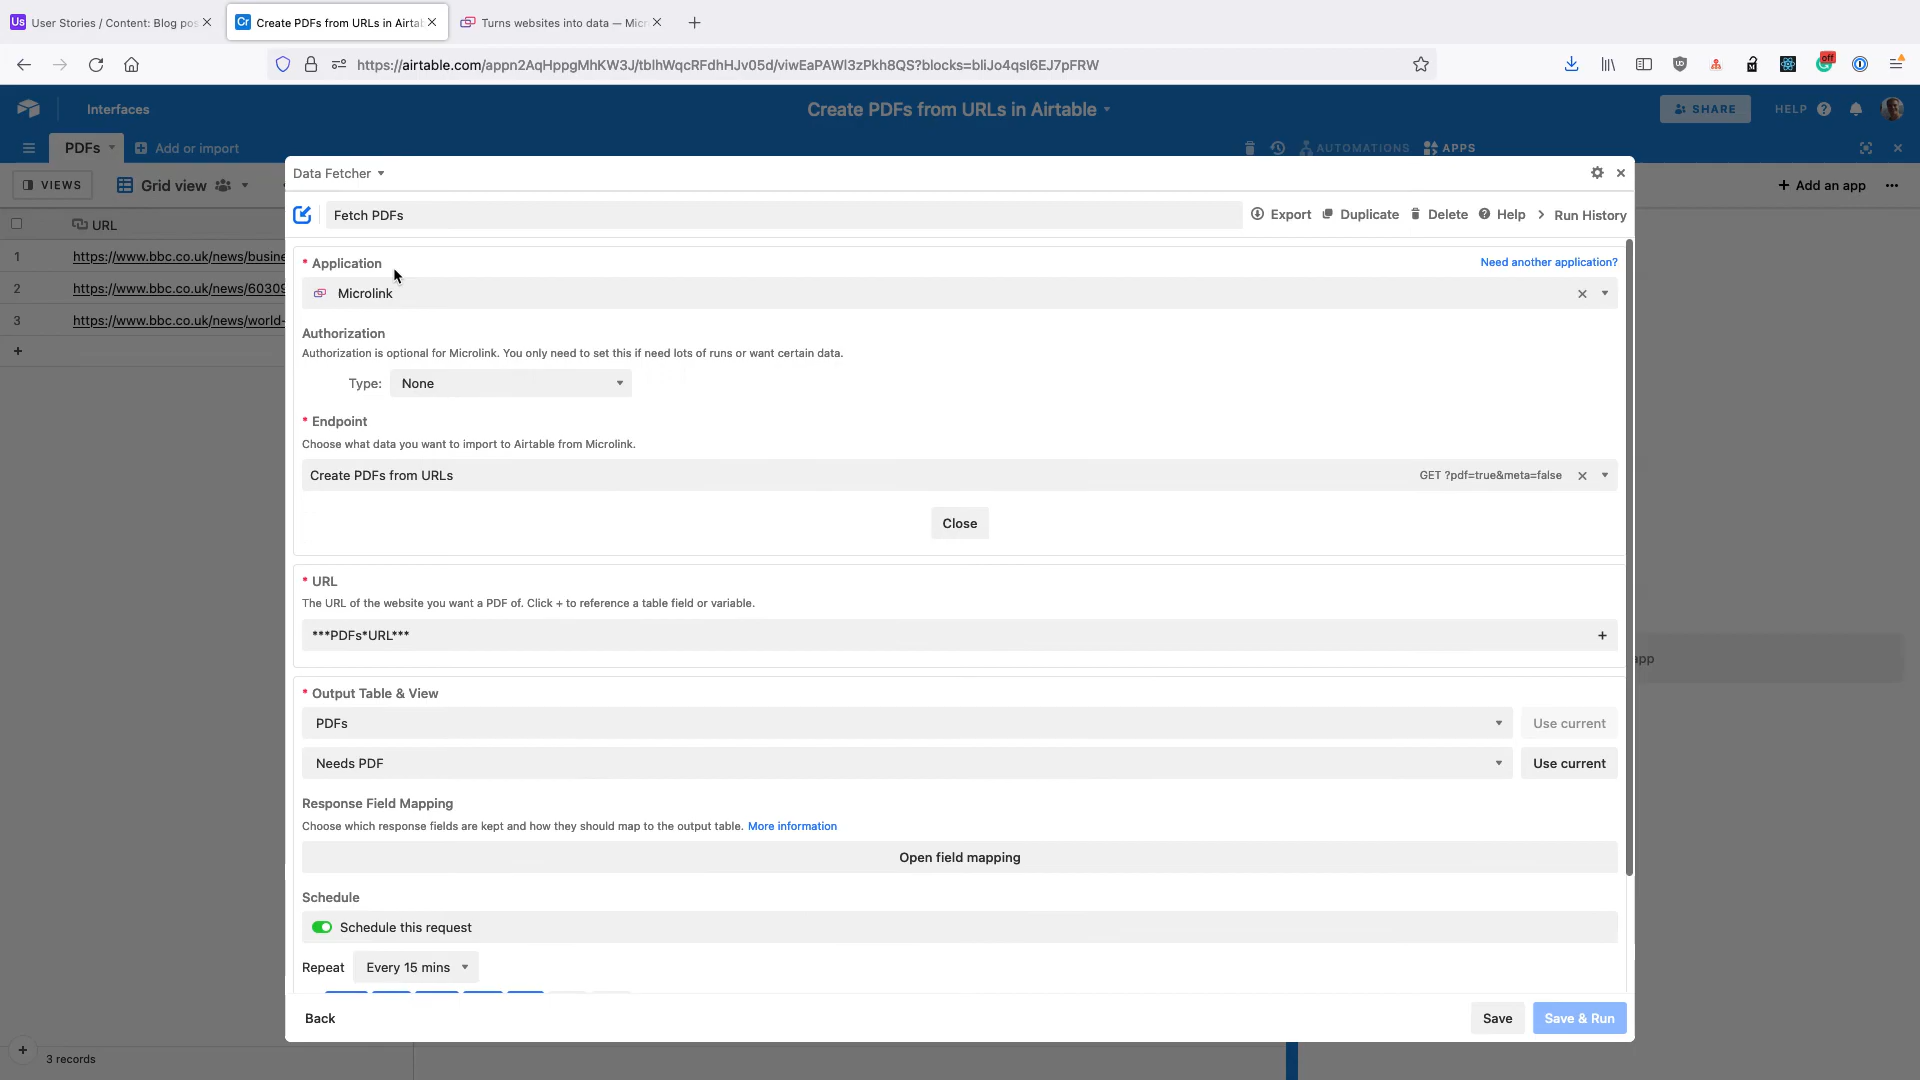 Us User Stories / Content: Blog pos
Cr Create PDFs from URLs in Airta
Turns websites into data — Micr
https://airtable.com/appn2AqHppgMhKW3J/tblhWqcRFdhHJv05d/viwEaPAWl3zPkh8QS?blocks=bliJo4qsl6EJ7pFRW
off
Interfaces
Create PDFs from URLs in Airtable
SHARE
HELP
PDFs
Add or import
AUTOMATIONS
APPS
VIEWS
Grid view
Add an app
URL
1 https://www.bbc.co.uk/news/busine
2 https://www.bbc.co.uk/news/60309
3 https://www.bbc.co.uk/news/world-
3 records
app
Data Fetcher
Fetch PDFs
Export
Duplicate
Delete
Help
Run History
* Application
Need another application?
Microlink
Authorization
Authorization is optional for Microlink. You only need to set this if need lots of runs or want certain data.
Type: None
* Endpoint
Choose what data you want to import to Airtable from Microlink.
Create PDFs from URLs
GET ?pdf=true&meta=false
Close
* URL
The URL of the website you want a PDF of. Click + to reference a table field or variable.
***PDFs*URL***
* Output Table & View
PDFs
Use current
Needs PDF
Use current
Response Field Mapping
Choose which response fields are kept and how they should map to the output table. More information
Open field mapping
Schedule
Schedule this request
Repeat Every 15 mins
Back
Save
Save & Run